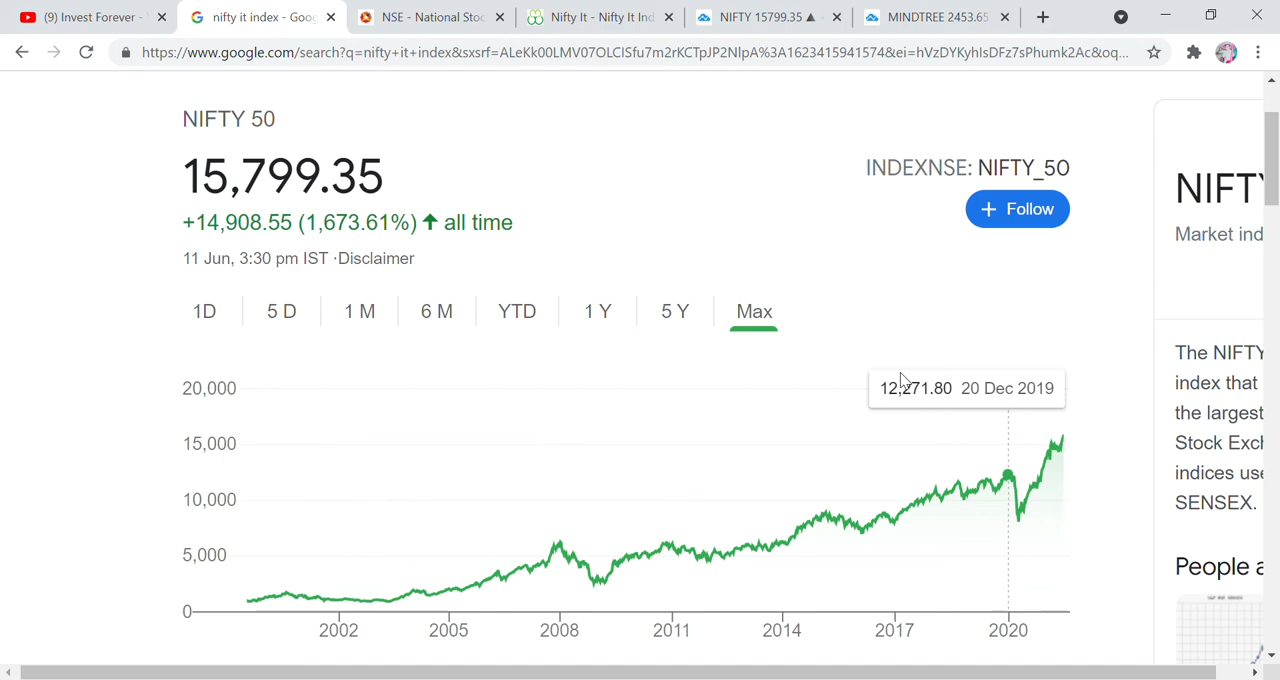 (9) Invest Forever -
nifty it index - Goog
NSE - National Stoc
Nifty It - Nifty It Ind
NIFTY 15799.35 ▲
MINDTREE 2453.65
https://www.google.com/search?q=nifty+it+index&sxsrf=ALeKk00LMV07OLCISfu7m2rKCTpJP2NIpA%3A1623415941574&ei=hVzDYKyhIsDFz7sPhumk2Ac&oq...
NIFTY 50
15,799.35
+14,908.55 (1,673.61%) ↑ all time
11 Jun, 3:30 pm IST ·Disclaimer
INDEXNSE: NIFTY_50
+ Follow
1D 5 D 1 M 6 M YTD 1 Y 5 Y Max
12,271.80 20 Dec 2019
20,000
15,000
10,000
5,000
0
2002 2005 2008 2011 2014 2017 2020
NIFTY
Market ind
The NIFTY
index that
the largest
Stock Exch
indices use
SENSEX.
People a